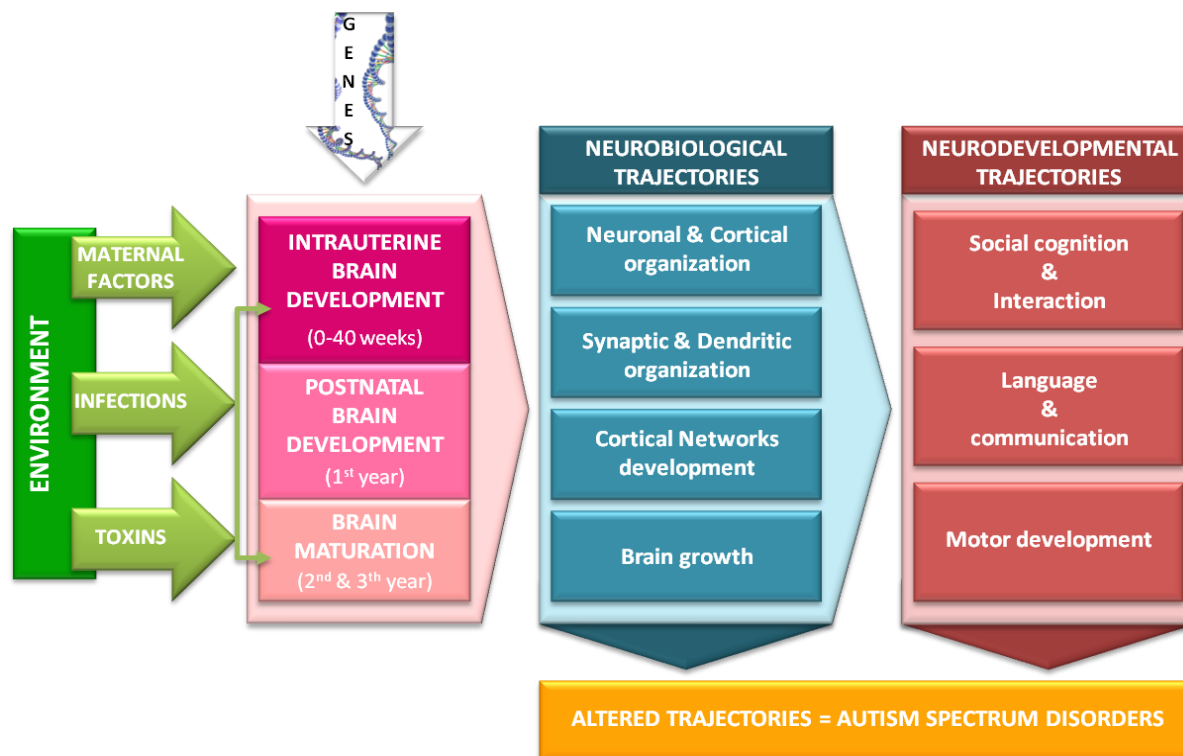 GENES
ENVIRONMENT
MATERNAL
FACTORS
INFECTIONS
TOXINS
INTRAUTERINE
BRAIN
DEVELOPMENT
(0-40 weeks)
POSTNATAL
BRAIN
DEVELOPMENT
(1st year)
BRAIN
MATURATION
(2nd & 3th year)
NEUROBIOLOGICAL
TRAJECTORIES
Neuronal & Cortical
organization
Synaptic & Dendritic
organization
Cortical Networks
development
Brain growth
NEURODEVELOPMENTAL
TRAJECTORIES
Social cognition
&
Interaction
Language
&
communication
Motor development
ALTERED TRAJECTORIES = AUTISM SPECTRUM DISORDERS